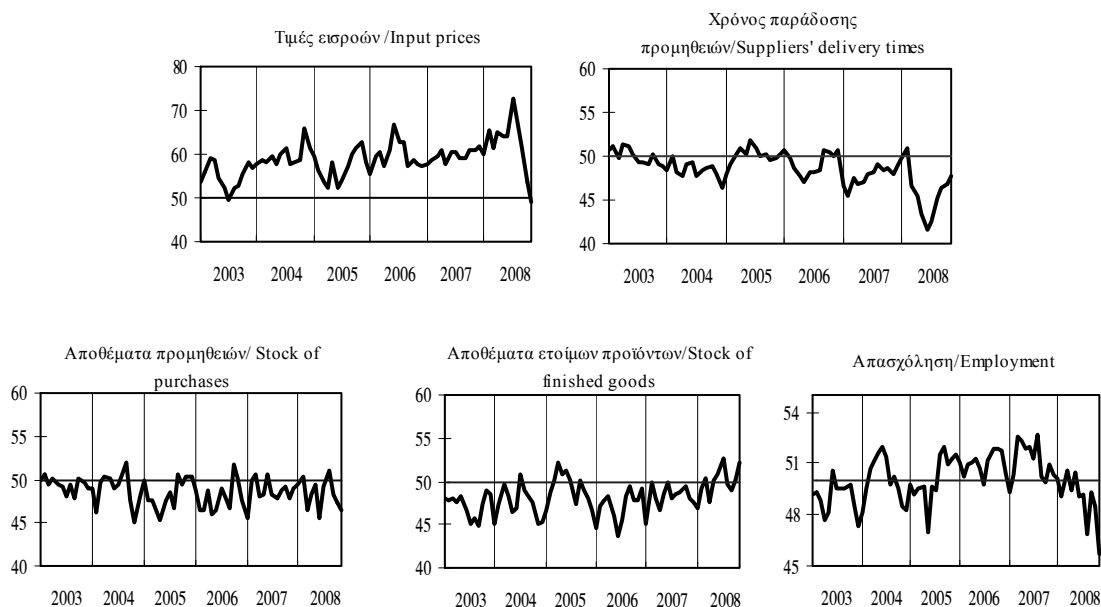 Τιμές εισροών /Input prices
80
70
60
50
40
2003 2004 2005 2006 2007 2008
Χρόνος παράδοσης
προμηθειών/Suppliers' delivery times
60
55
50
45
40
2003 2004 2005 2006 2007 2008
Αποθέματα προμηθειών/ Stock of
purchases
60
55
50
45
40
2003 2004 2005 2006 2007 2008
Αποθέματα ετοίμων προϊόντων/Stock of
finished goods
60
55
50
45
40
2003 2004 2005 2006 2007 2008
Απασχόληση/Employment
54
51
48
45
2003 2004 2005 2006 2007 2008